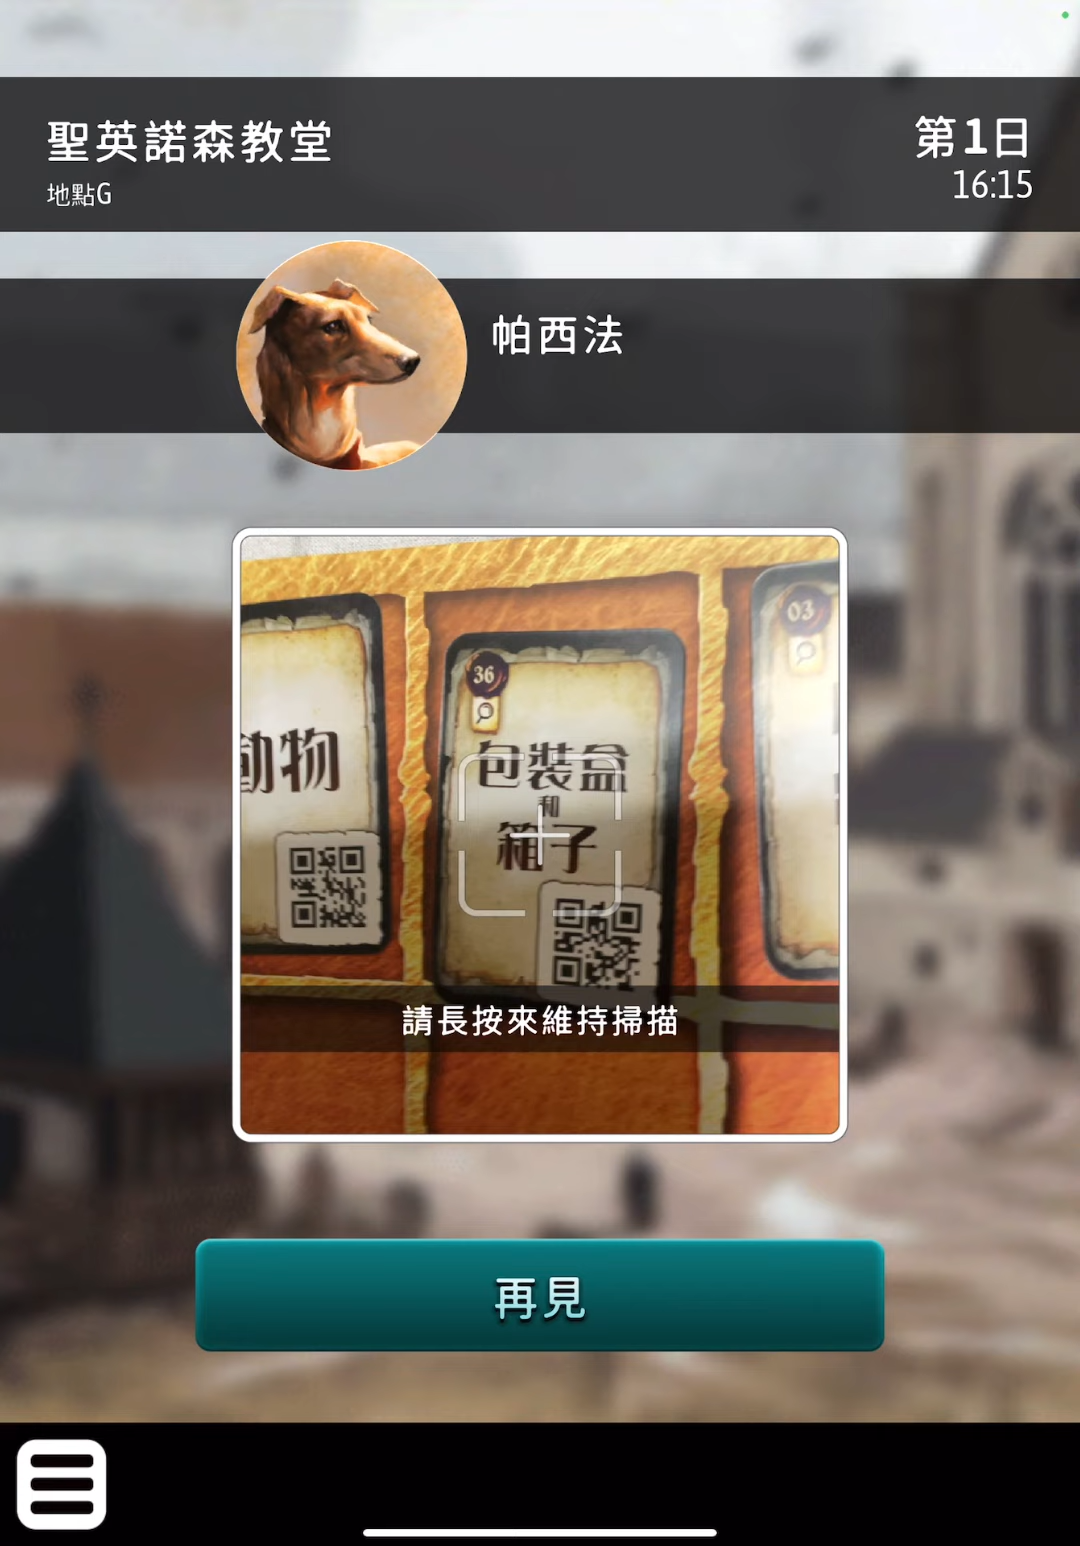 聖英諾森教堂
地點G
第1日
16:15
帕西法
動物
36
包裝盒
和
箱子
03
請長按來維持掃描
再見